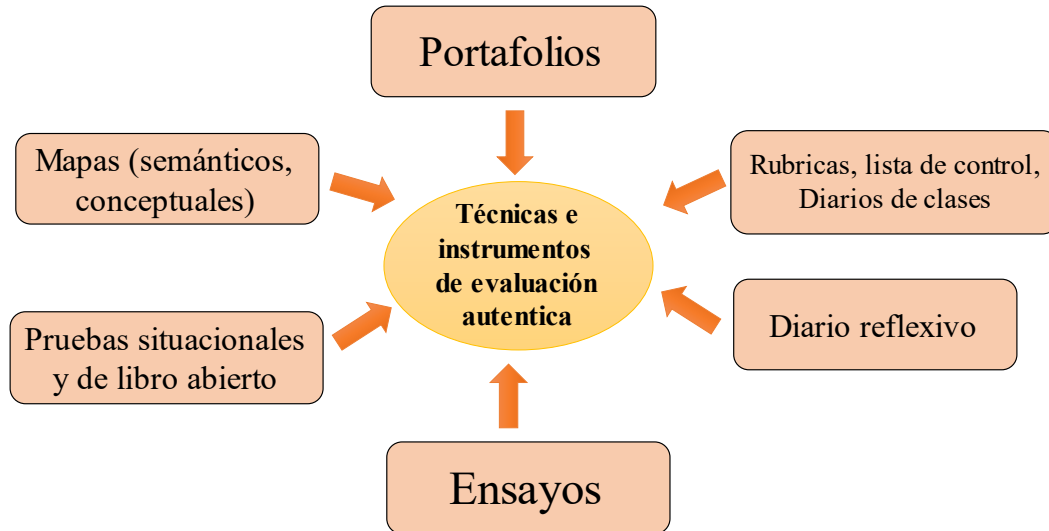 Portafolios
Mapas (semánticos,
conceptuales)
Rubricas, lista de control,
Diarios de clases
Técnicas e
instrumentos
de evaluación
autentica
Pruebas situacionales
y de libro abierto
Diario reflexivo
Ensayos